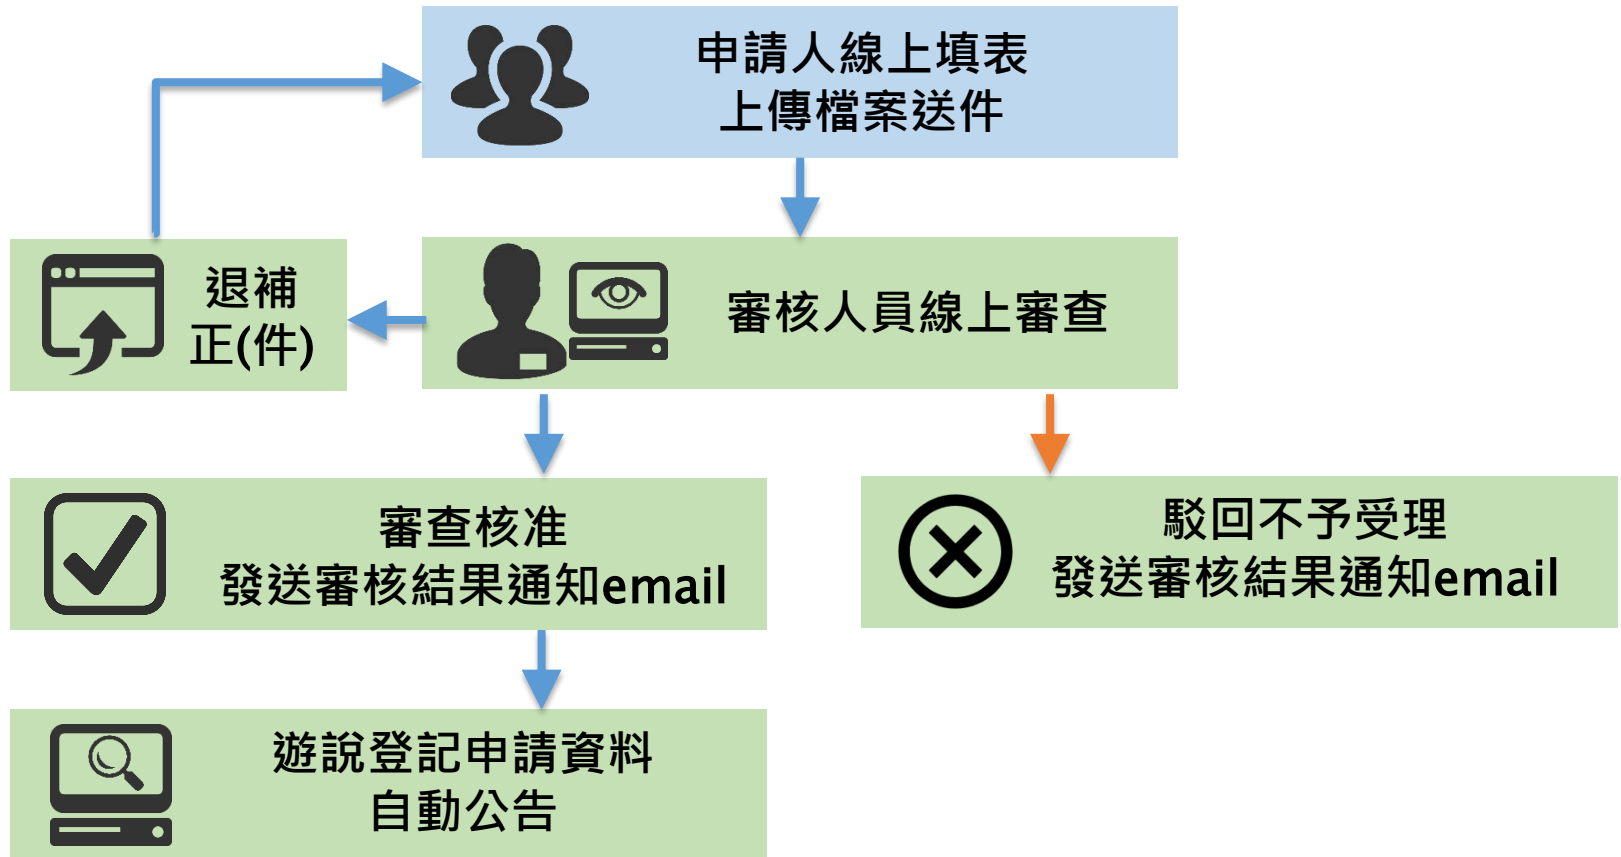 申請人線上填表
上傳檔案送件
退補
正(件)
審核人員線上審查
審查核准
發送審核結果通知email
駁回不予受理
發送審核結果通知email
遊說登記申請資料
自動公告